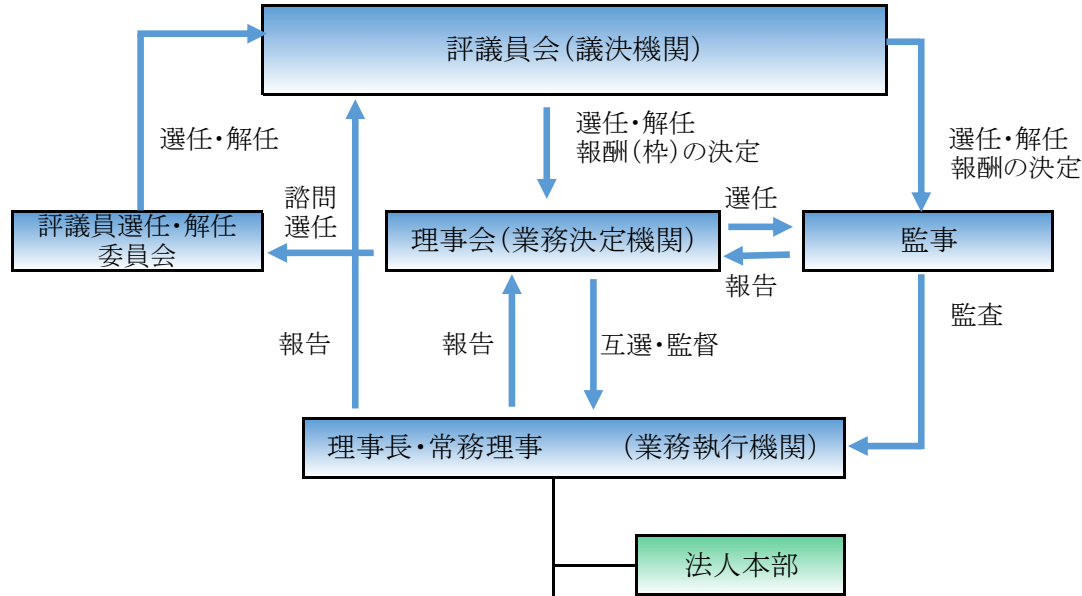 評議員会(議決機関)
選任・解任
選任・解任
報酬(枠)の決定
選任・解任
報酬の決定
諮問
選任
選任
評議員選任・解任
委員会
理事会(業務決定機関)
監事
報告
監査
報告
報告
互選・監督
理事長・常務理事 (業務執行機関)
法人本部